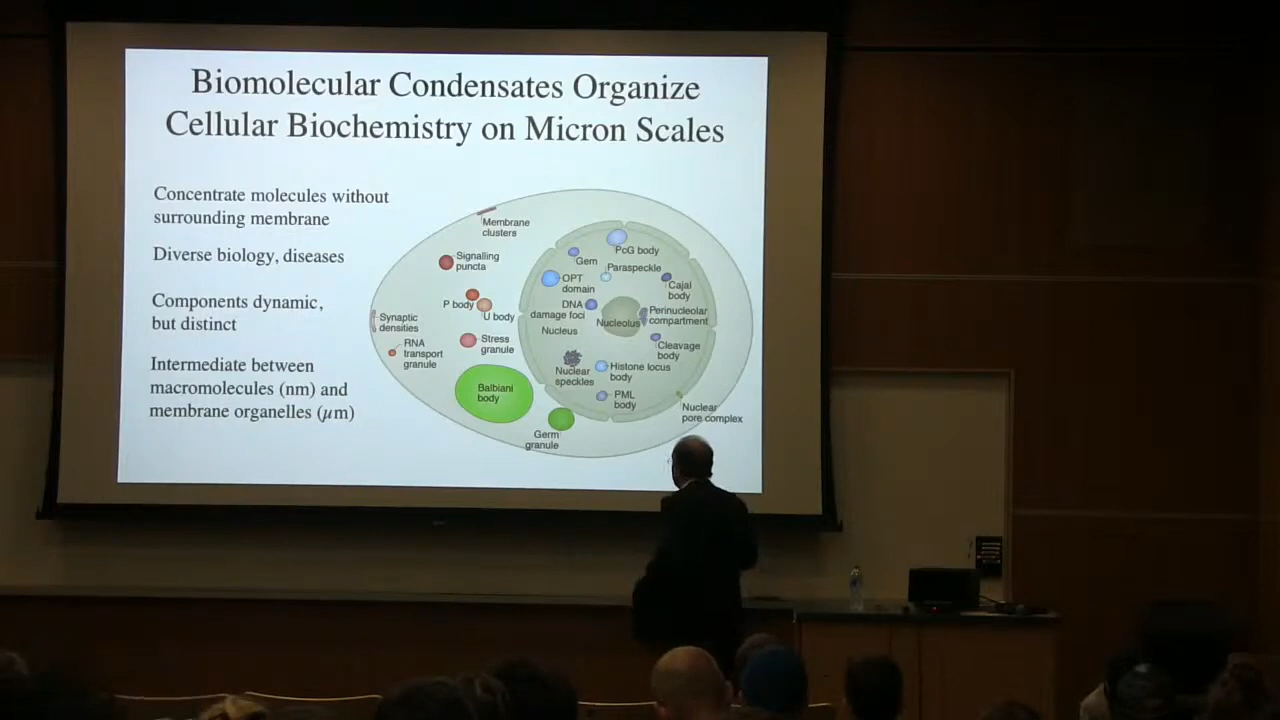 Biomolecular Condensates Organize
Cellular Biochemistry on Micron Scales
Concentrate molecules without
surrounding membrane
Diverse biology, diseases
Components dynamic,
but distinct
Intermediate between
macromolecules (nm) and
membrane organelles (μm)
Membrane
clusters
Signalling
puncta
P body
U body
Synaptic
densities
RNA
transport
granule
Stress
granule
Balbiani
body
Germ
granule
PcG body
Gem
Paraspeckle
OPT
domain
Cajal
body
DNA
damage foci
Perinucleolar
compartment
Nucleolus
Nucleus
Cleavage
body
Nuclear
speckles
Histone locus
body
PML
body
Nuclear
pore complex